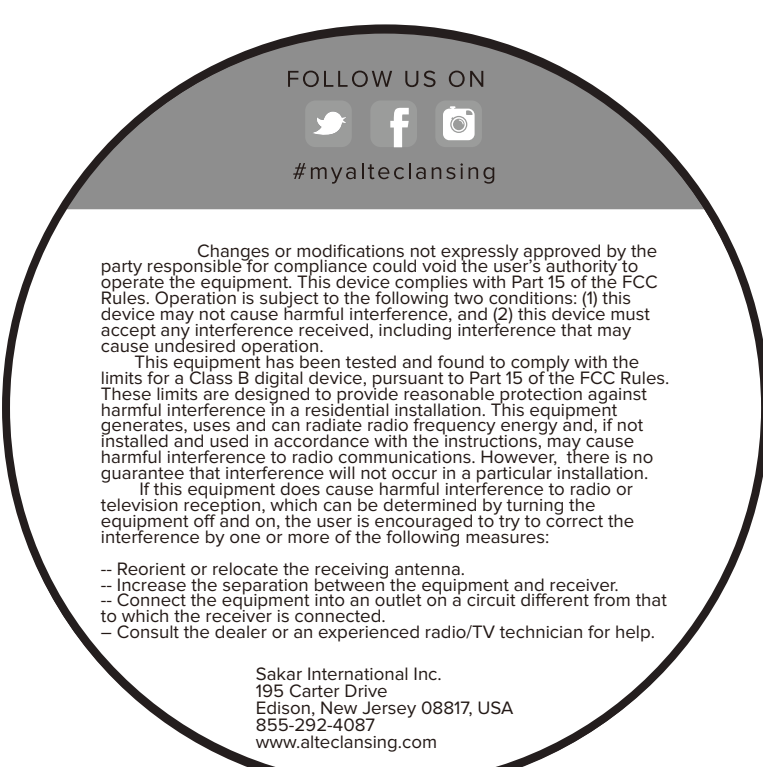 FOLLOW US ON
#myalteclansing
Changes or modifications not expressly approved by the
party responsible for compliance could void the user's authority to
operate the equipment. This device complies with Part 15 of the FCC
Rules. Operation is subject to the following two conditions: (1) this
device may not cause harmful interference, and (2) this device must
accept any interference received, including interference that may
cause undesired operation.
This equipment has been tested and found to comply with the
limits for a Class B digital device, pursuant to Part 15 of the FCC Rules.
These limits are designed to provide reasonable protection against
harmful interference in a residential installation. This equipment
generates, uses and can radiate radio frequency energy and, if not
installed and used in accordance with the instructions, may cause
harmful interference to radio communications. However,  there is no
guarantee that interference will not occur in a particular installation.
If this equipment does cause harmful interference to radio or
television reception, which can be determined by turning the
equipment off and on, the user is encouraged to try to correct the
interference by one or more of the following measures:
-- Reorient or relocate the receiving antenna.
-- Increase the separation between the equipment and receiver.
-- Connect the equipment into an outlet on a circuit different from that
to which the receiver is connected.
– Consult the dealer or an experienced radio/TV technician for help.
Sakar International Inc.
195 Carter Drive
Edison, New Jersey 08817, USA
855-292-4087
www.alteclansing.com